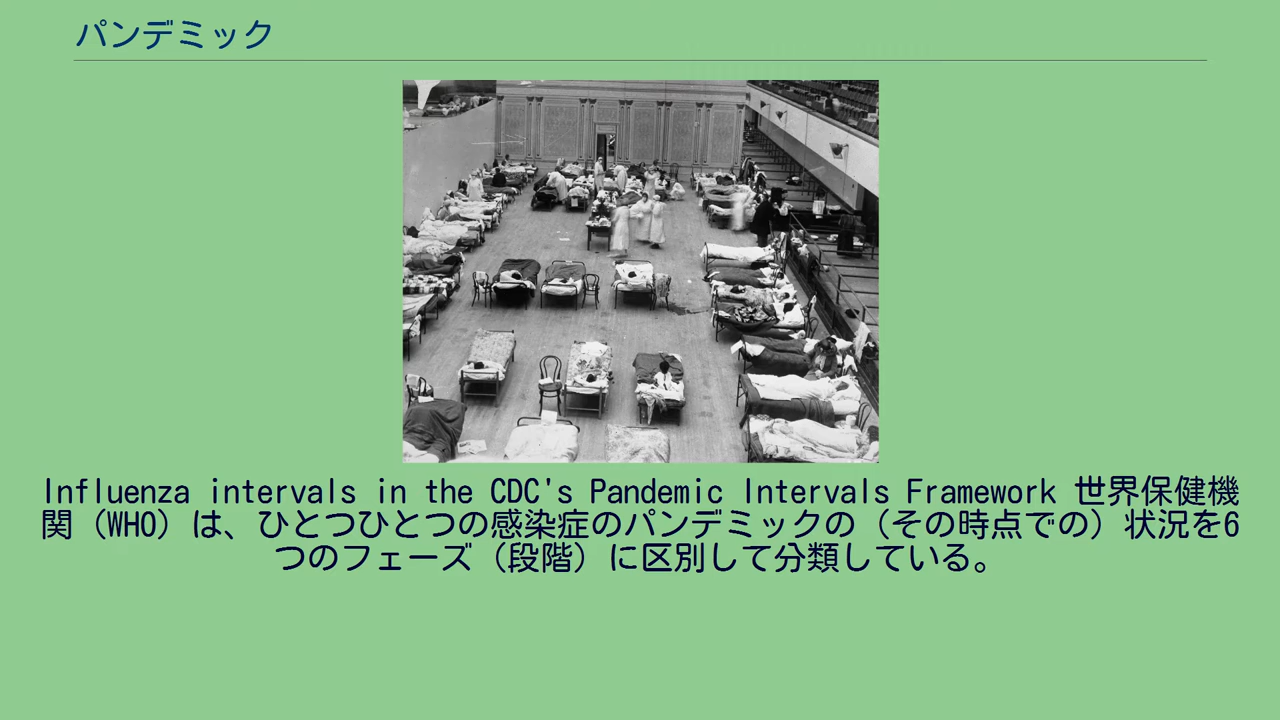 パンデミック
Influenza intervals in the CDC's Pandemic Intervals Framework 世界保健機
関（WHO）は、ひとつひとつの感染症のパンデミックの（その時点での）状況を6
つのフェーズ（段階）に区別して分類している。